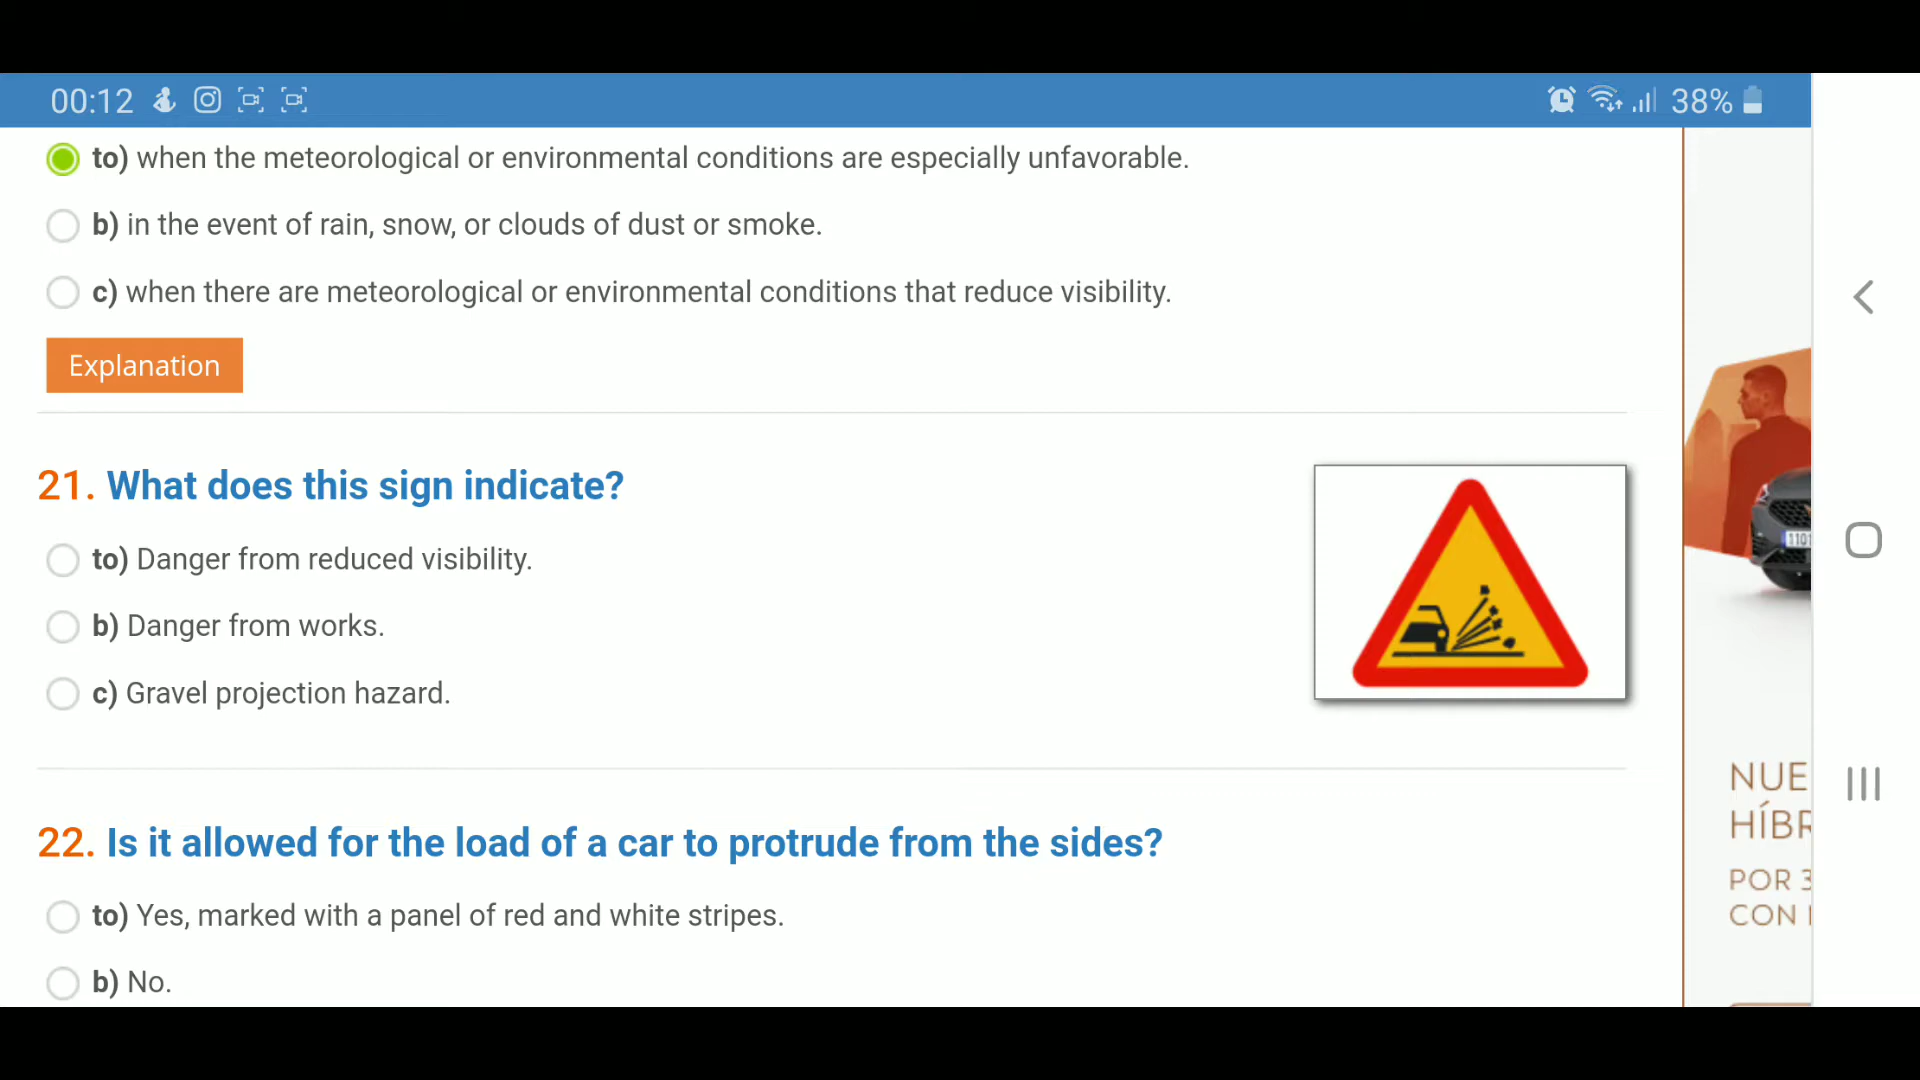 00:12
38%
to) when the meteorological or environmental conditions are especially unfavorable.
b) in the event of rain, snow, or clouds of dust or smoke.
c) when there are meteorological or environmental conditions that reduce visibility.
Explanation
21. What does this sign indicate?
to) Danger from reduced visibility.
b) Danger from works.
c) Gravel projection hazard.
22. Is it allowed for the load of a car to protrude from the sides?
to) Yes, marked with a panel of red and white stripes.
b) No.
1101
NUE
HÍBR
POR 3
CON